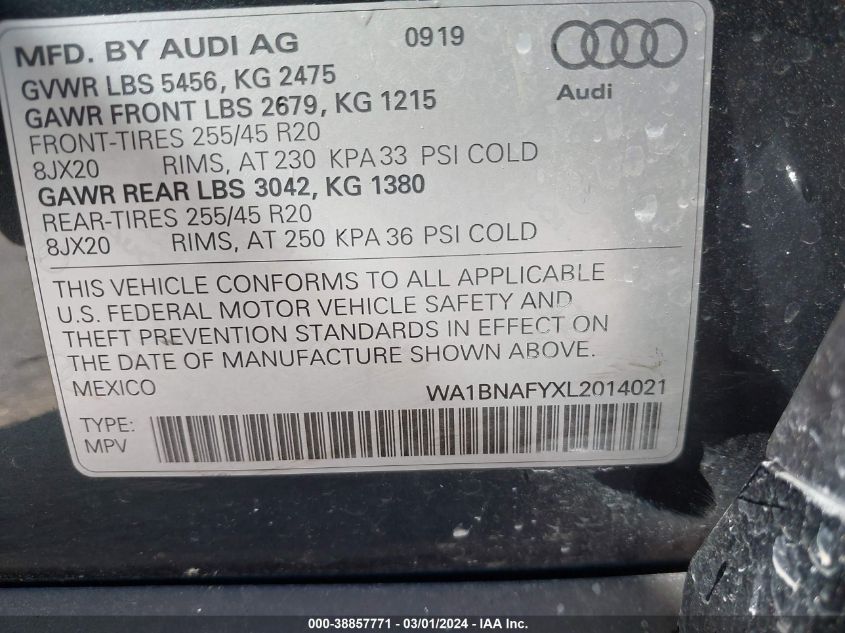 MFD. BY AUDI AG 0919
GVWR LBS 5456, KG 2475
GAWR FRONT LBS 2679, KG 1215
Audi
FRONT-TIRES 255/45 R20
8JX20 RIMS, AT 230 KPA 33 PSI COLD
GAWR REAR LBS 3042, KG 1380
REAR-TIRES 255/45 R20
8JX20 RIMS, AT 250 KPA 36 PSI COLD
THIS VEHICLE CONFORMS TO ALL APPLICABLE
U.S. FEDERAL MOTOR VEHICLE SAFETY AND
THEFT PREVENTION STANDARDS IN EFFECT ON
THE DATE OF MANUFACTURE SHOWN ABOVE.
MEXICO WA1BNAFYXL2014021
TYPE:
MPV
000-38857771 - 03/01/2024 - IAA Inc.